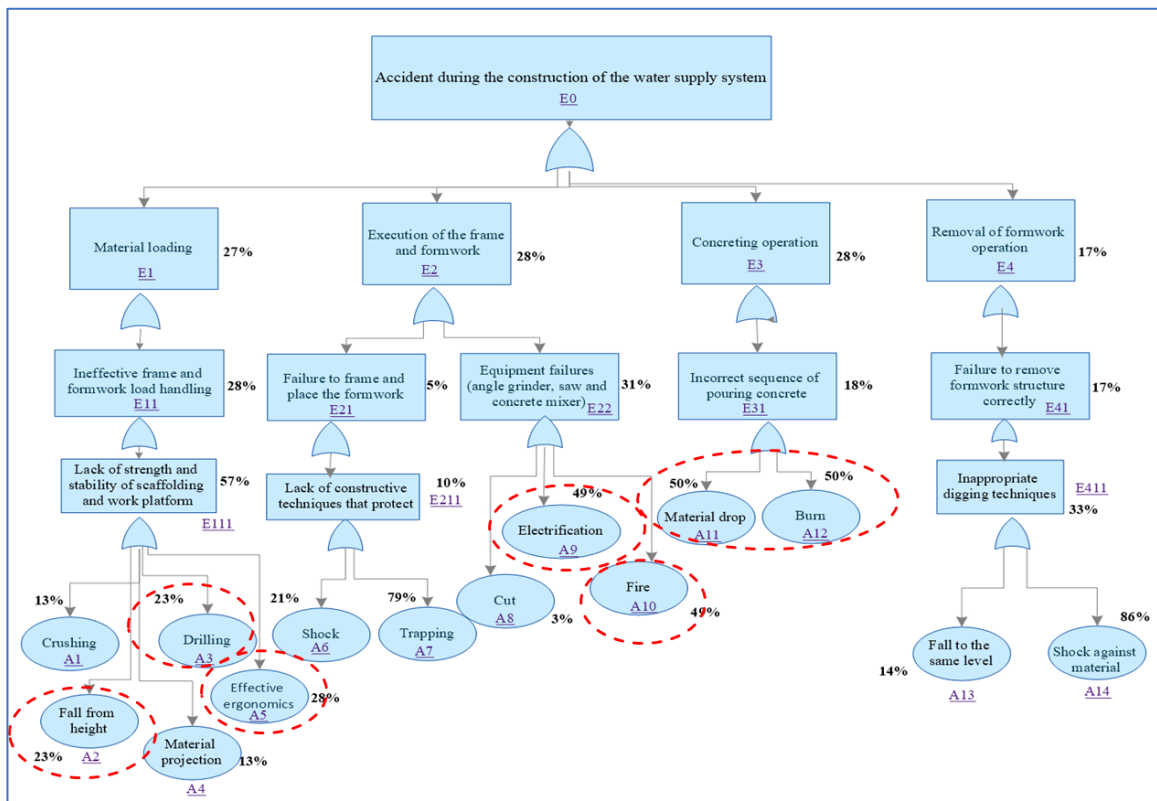 Accident during the construction of the water supply system
E0
Material loading
E1
27%
Execution of the frame
and formwork
E2
28%
Concreting operation
E3
28%
Removal of formwork
operation
E4
17%
Ineffective frame and
formwork load handling
E11
28%
Failure to frame and
place the formwork
E21
5%
Equipment failures
(angle grinder, saw and
concrete mixer)
E22
31%
Incorrect sequence of
pouring concrete
E31
18%
Failure to remove
formwork structure
correctly
E41
17%
Lack of strength and
stability of scaffolding
and work platform
57%
E111
Lack of constructive
techniques that protect
10%
E211
Inappropriate
digging techniques
E411
33%
13%
Crushing
A1
23%
Drilling
A3
21%
Shock
A6
79%
Trapping
A7
Cut
A8
3%
49%
Electrification
A9
Fire
A10
49%
50%
Material drop
A11
50%
Burn
A12
Fall from
height
23%
A2
Material
projection
13%
A4
Effective
ergonomics
A5
28%
Fall to the
same level
14%
A13
86%
Shock against
material
A14